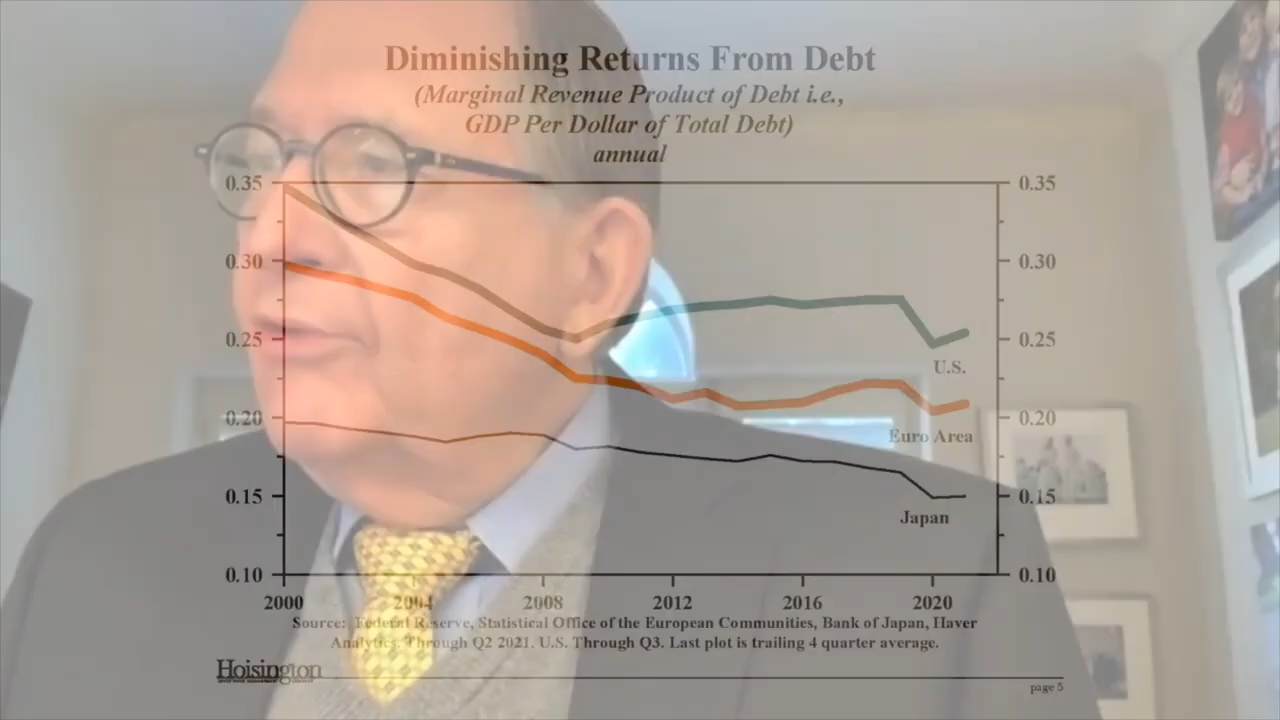 Diminishing Returns From Debt
(Marginal Revenue Product of Debt i.e.,
GDP Per Dollar of Total Debt)
annual
0.35 0.35
0.30 0.30
0.25 0.25
U.S.
0.20 0.20
Euro Area
0.15 0.15
Japan
0.10 0.10
2000 2004 2008 2012 2016 2020
Source: Federal Reserve, Statistical Office of the European Communities, Bank of Japan, Haver
Analytics. Through Q2 2021. U.S. Through Q3. Last plot is trailing 4 quarter average.
Hoisington
page 5